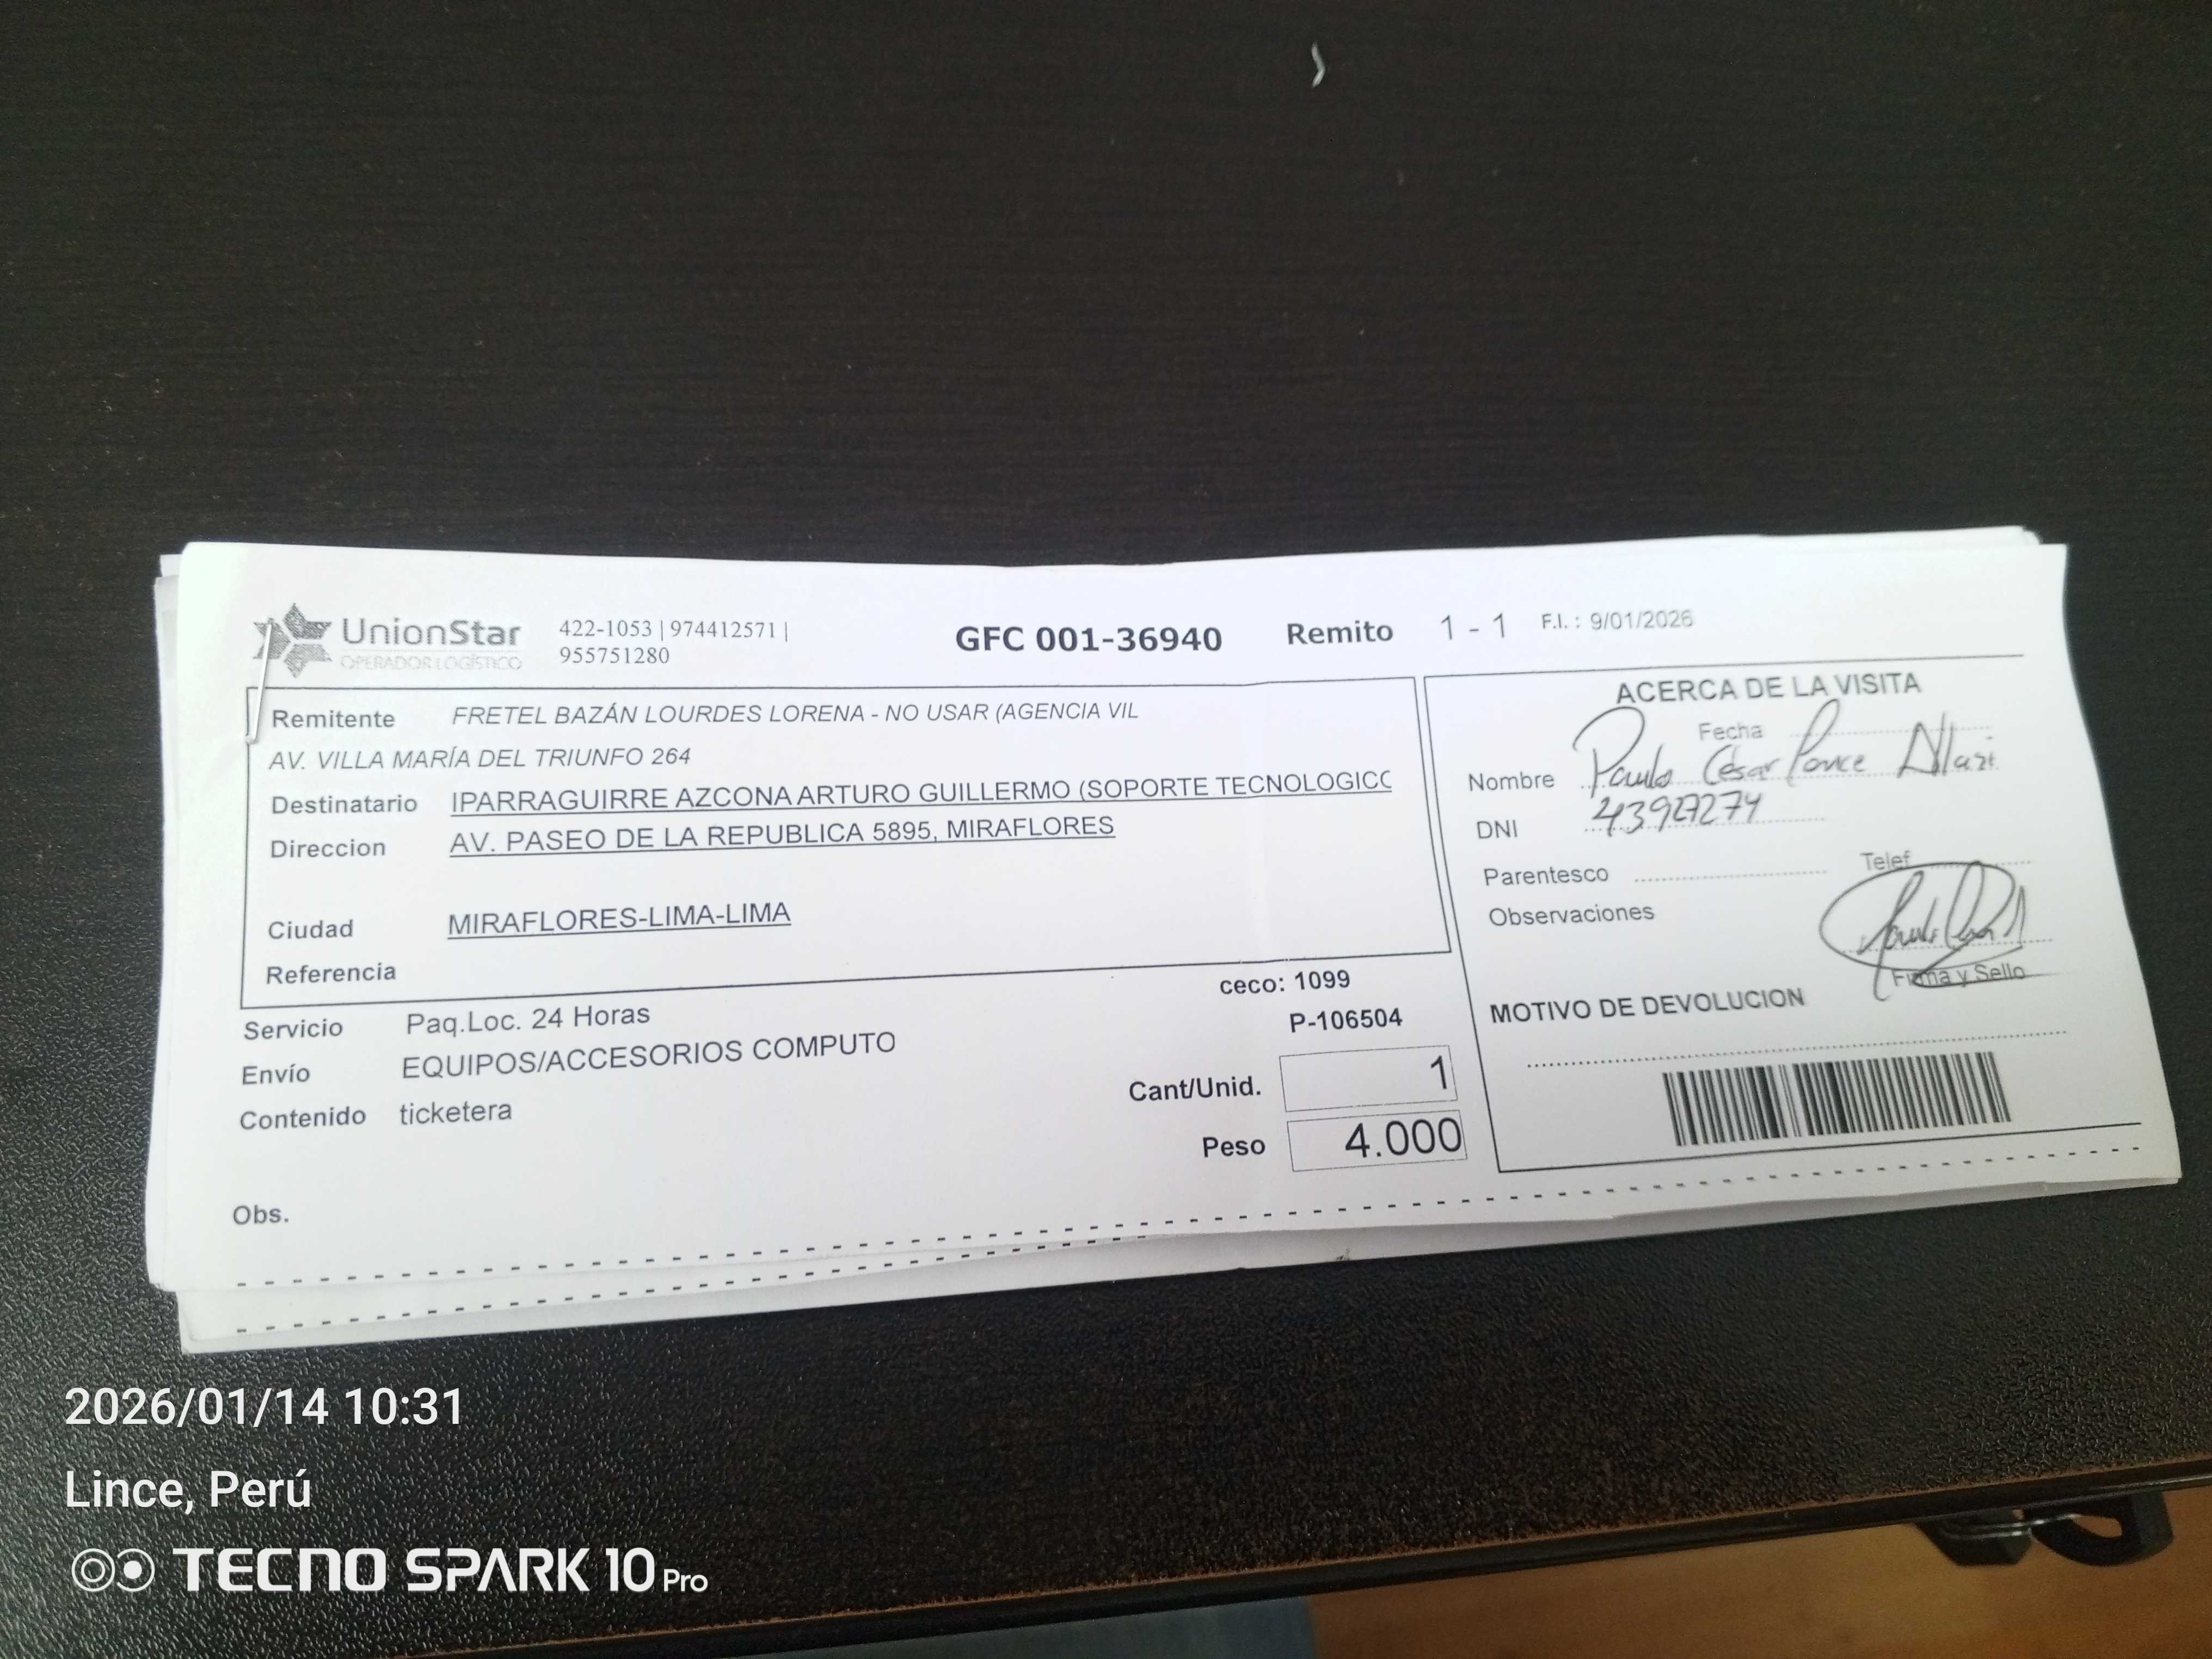 UnionStar
OPERADOR LOGÍSTICO
422-1053 | 974412571 |
955751280
GFC 001-36940
Remito 1 - 1 F.I. : 9/01/2026
Remitente FRETEL BAZÁN LOURDES LORENA - NO USAR (AGENCIA VIL
AV. VILLA MARÍA DEL TRIUNFO 264
Destinatario IPARRAGUIRRE AZCONA ARTURO GUILLERMO (SOPORTE TECNOLOGICO
Direccion AV. PASEO DE LA REPUBLICA 5895, MIRAFLORES
Ciudad MIRAFLORES-LIMA-LIMA
Referencia
ceco: 1099
Servicio Paq.Loc. 24 Horas
P-106504
Envío EQUIPOS/ACCESORIOS COMPUTO
Cant/Unid. 1
Contenido ticketera
Peso 4.000
Obs.
ACERCA DE LA VISITA
Fecha
Nombre Paulo César Ponce
DNI 43927274
Parentesco Telef
Observaciones
Firma y Sello
MOTIVO DE DEVOLUCION
2026/01/14 10:31
Lince, Perú
TECNO SPARK 10 Pro